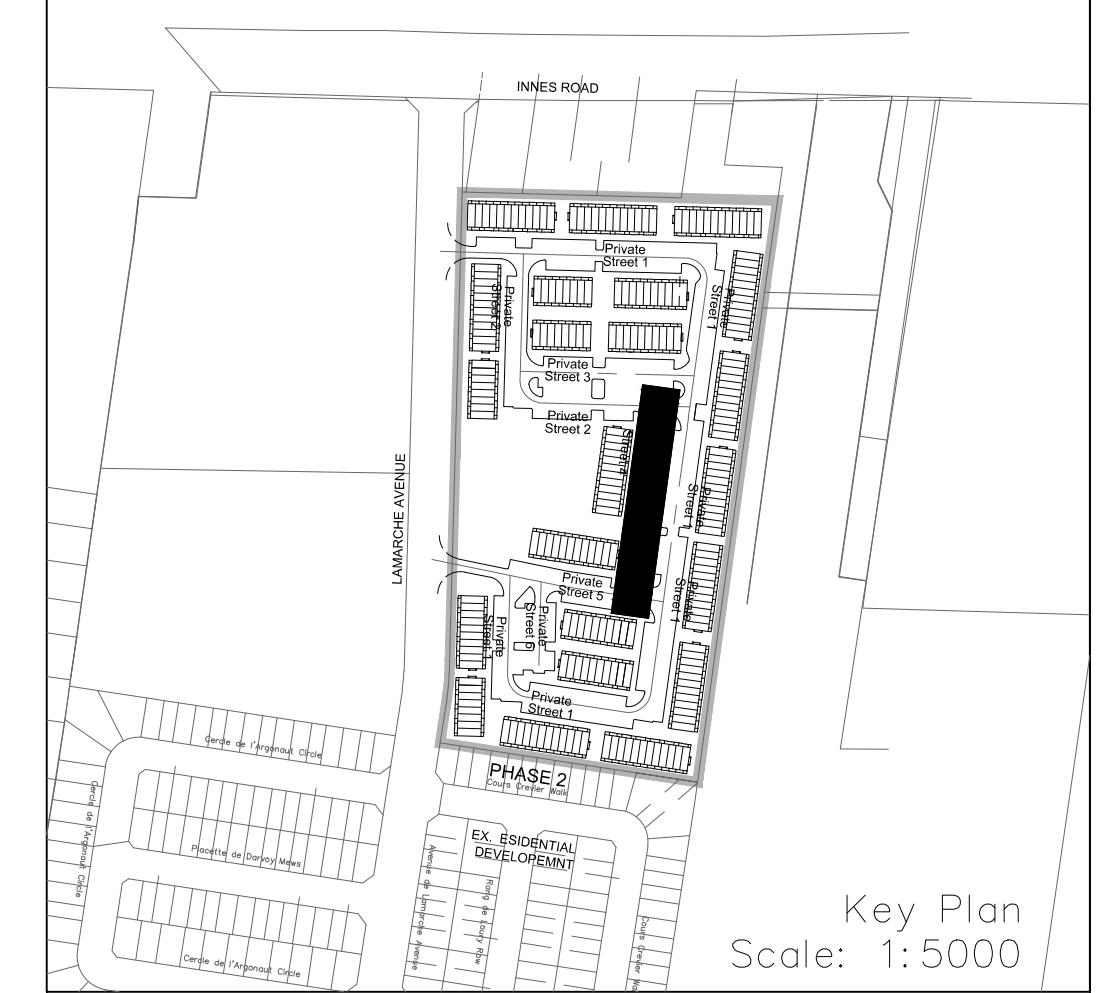 INNES ROAD
Private
Street 1
Private
Street 2
Private
Street 1
Private
Street 3
Private
Street 2
Street 4
LAMARCHE AVENUE
Private
Street 1
Private
Street 5
Private
Street 1
Private
Street 6
Private
Street 1
Private
Street 1
PHASE 2
Cours Crevier Walk
Cercle de l'Argonaut Circle
Cercle de l'Argonaut Circle
EX. ESIDENTIAL
DEVELOPEMNT
Placette de Darvoy Mews
Avenue de Lamarche Avenue
Rang de Loury Row
Cours Crevier Wa
Cercle de l'Argonaut Circle
Key Plan
Scale: 1:5000